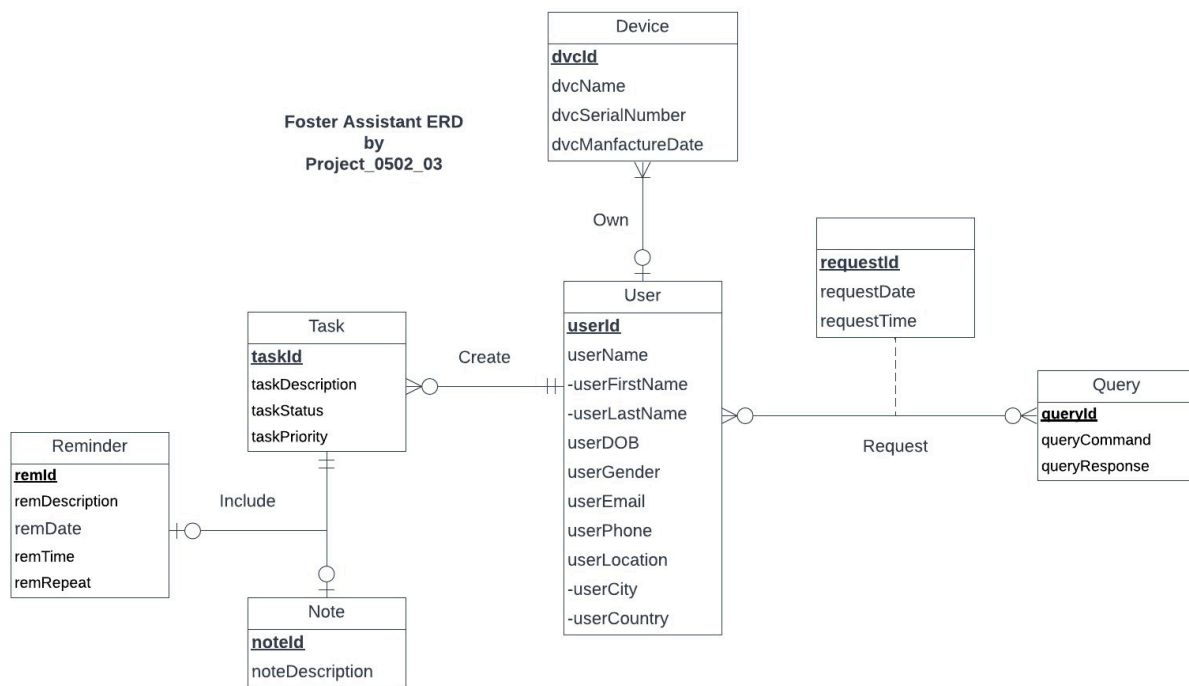 Device
dvcId
dvcName
dvcSerialNumber
dvcManfactureDate
Foster Assistant ERD
by
Project_0502_03
Own
requestId
requestDate
requestTime
User
userId
userName
-userFirstName
-userLastName
userDOB
userGender
userEmail
userPhone
userLocation
-userCity
-userCountry
Task
taskId
taskDescription
taskStatus
taskPriority
Create
Request
Query
queryId
queryCommand
queryResponse
Reminder
remId
remDescription
remDate
remTime
remRepeat
Include
Note
noteId
noteDescription